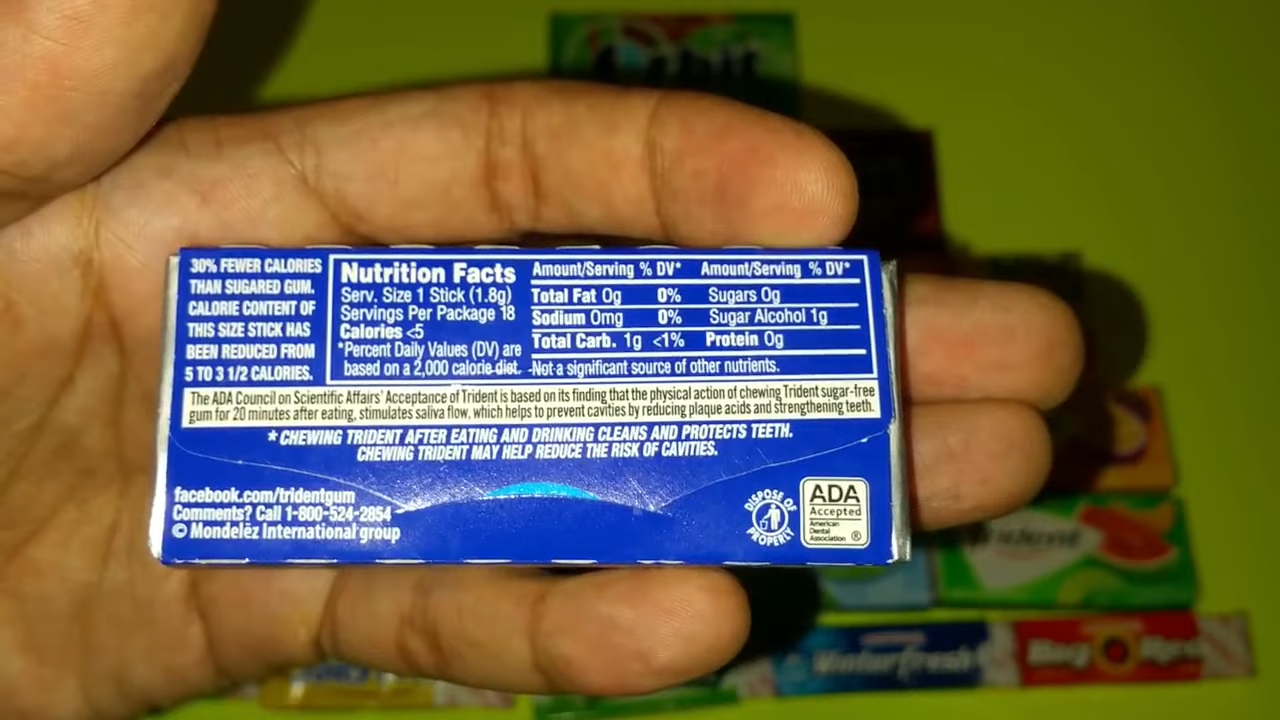 30% FEWER CALORIES
THAN SUGARED GUM.
CALORIE CONTENT OF
THIS SIZE STICK HAS
BEEN REDUCED FROM
5 TO 3 1/2 CALORIES.
Nutrition Facts
Serv. Size 1 Stick (1.8g)
Servings Per Package 18
Calories <5
*Percent Daily Values (DV) are
based on a 2,000 calorie diet.
Amount/Serving % DV* Amount/Serving % DV*
Total Fat 0g 0% Sugars 0g
Sodium 0mg 0% Sugar Alcohol 1g
Total Carb. 1g <1% Protein 0g
Not a significant source of other nutrients.
The ADA Council on Scientific Affairs' Acceptance of Trident is based on its finding that the physical action of chewing Trident sugar-free
gum for 20 minutes after eating, stimulates saliva flow, which helps to prevent cavities by reducing plaque acids and strengthening teeth.
* CHEWING TRIDENT AFTER EATING AND DRINKING CLEANS AND PROTECTS TEETH.
CHEWING TRIDENT MAY HELP REDUCE THE RISK OF CAVITIES.
facebook.com/tridentgum
Comments? Call 1-800-524-2854
© Mondelēz International group
DISPOSE OF
PROPERLY
ADA
Accepted
American
Dental
Association ®
Orbit
Trident
Winterfresh
Big Red